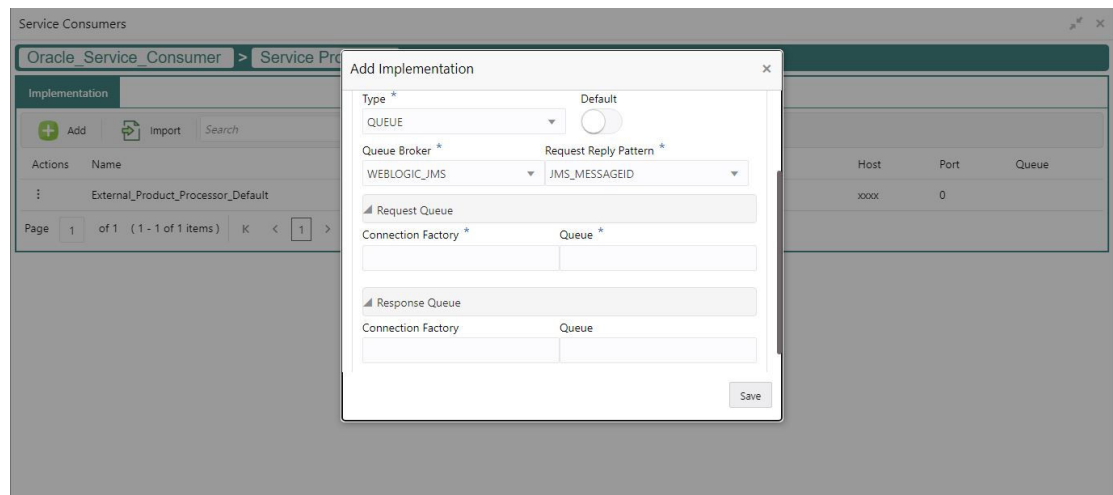 Service Consumers
Oracle_Service_Consumer > Service Pro
Implementation
Add Import Search
Actions Name Host Port Queue
External_Product_Processor_Default xxxx 0
Page 1 of 1 (1 - 1 of 1 items) K < 1 >
Add Implementation ×
Type * Default
QUEUE
Queue Broker * Request Reply Pattern *
WEBLOGIC_JMS JMS_MESSAGEID
Request Queue
Connection Factory * Queue *
Response Queue
Connection Factory Queue
Save